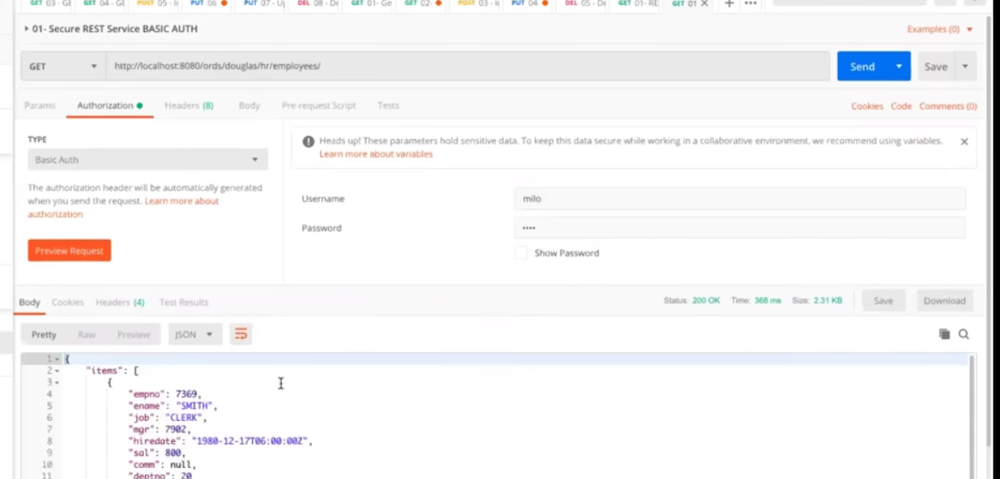 GET 03 - GE GET 04 - GE POST 05 - I PUT 06 PUT 07 - U DEL 08 - D GET 01- Ge GET 02- POST 03 - I PUT 04 DEL 05 - D GET 01- RE GET 01
01- Secure REST Service BASIC AUTH Examples (0)
GET http://localhost:8080/ords/douglas/hr/employees/ Send Save
Params Authorization Headers (8) Body Pre-request Script Tests Cookies Code Comments (0)
TYPE
Basic Auth
The authorization header will be automatically generated
when you send the request. Learn more about
authorization
Preview Request
Heads up! These parameters hold sensitive data. To keep this data secure while working in a collaborative environment, we recommend using variables.
Learn more about variables
Username milo
Password ••••
Show Password
Body Cookies Headers (4) Test Results Status: 200 OK Time: 368 ms Size: 2.31 KB Save Download
Pretty Raw Preview JSON
1 {
2 "items": [
3 {
4 "empno": 7369,
5 "ename": "SMITH",
6 "job": "CLERK",
7 "mgr": 7902,
8 "hiredate": "1980-12-17T06:00:00Z",
9 "sal": 800,
10 "comm": null,
11 "deptno": 20